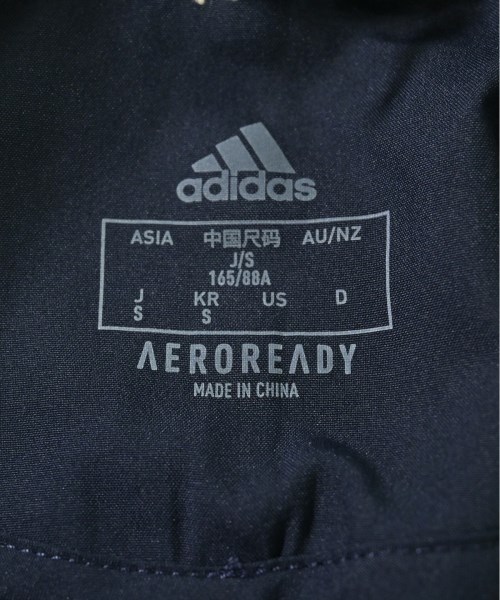 adidas
ASIA 中国尺码 AU/NZ
J/S
165/88A
J KR US D
S S
AEROREADY
MADE IN CHINA